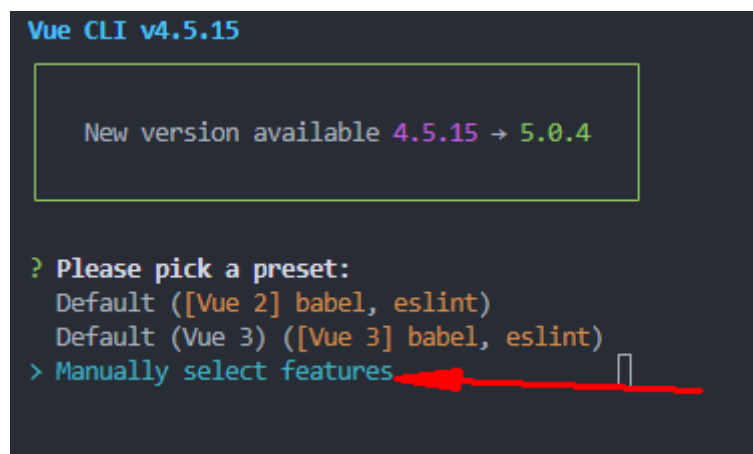 Vue CLI v4.5.15
New version available 4.5.15 → 5.0.4
? Please pick a preset:
Default ([Vue 2] babel, eslint)
Default (Vue 3) ([Vue 3] babel, eslint)
> Manually select features